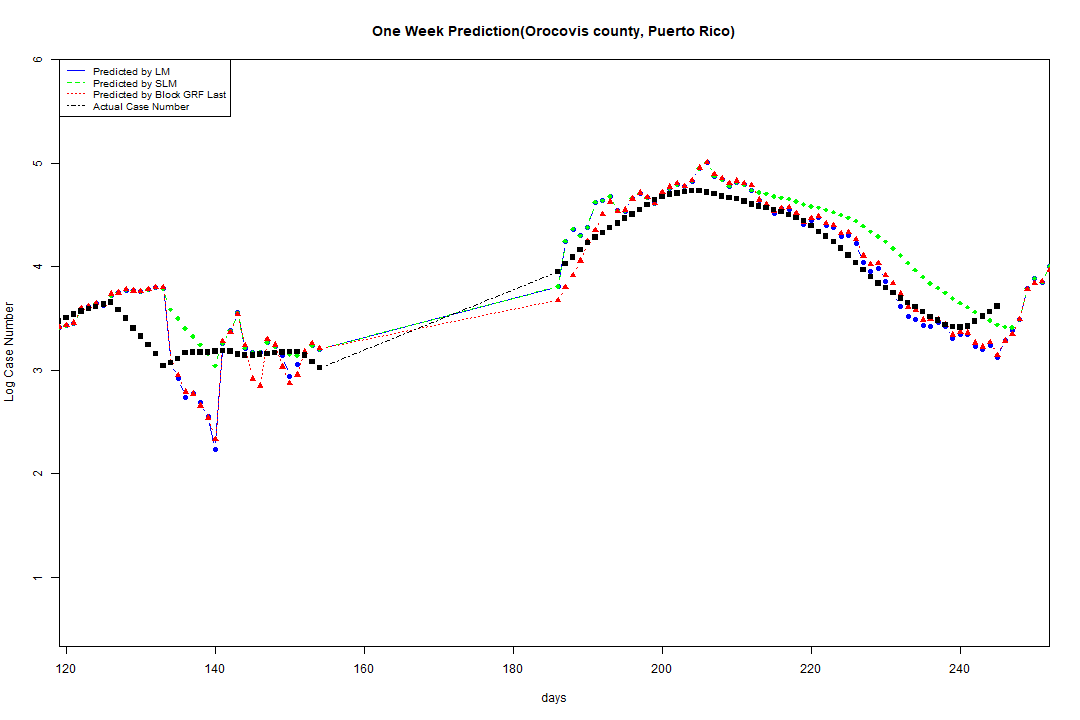 One Week Prediction(Orocovis county, Puerto Rico)
Predicted by LM
Predicted by SLM
Predicted by Block GRF Last
Actual Case Number
6
5
4
3
2
1
Log Case Number
120 140 160 180 200 220 240
days